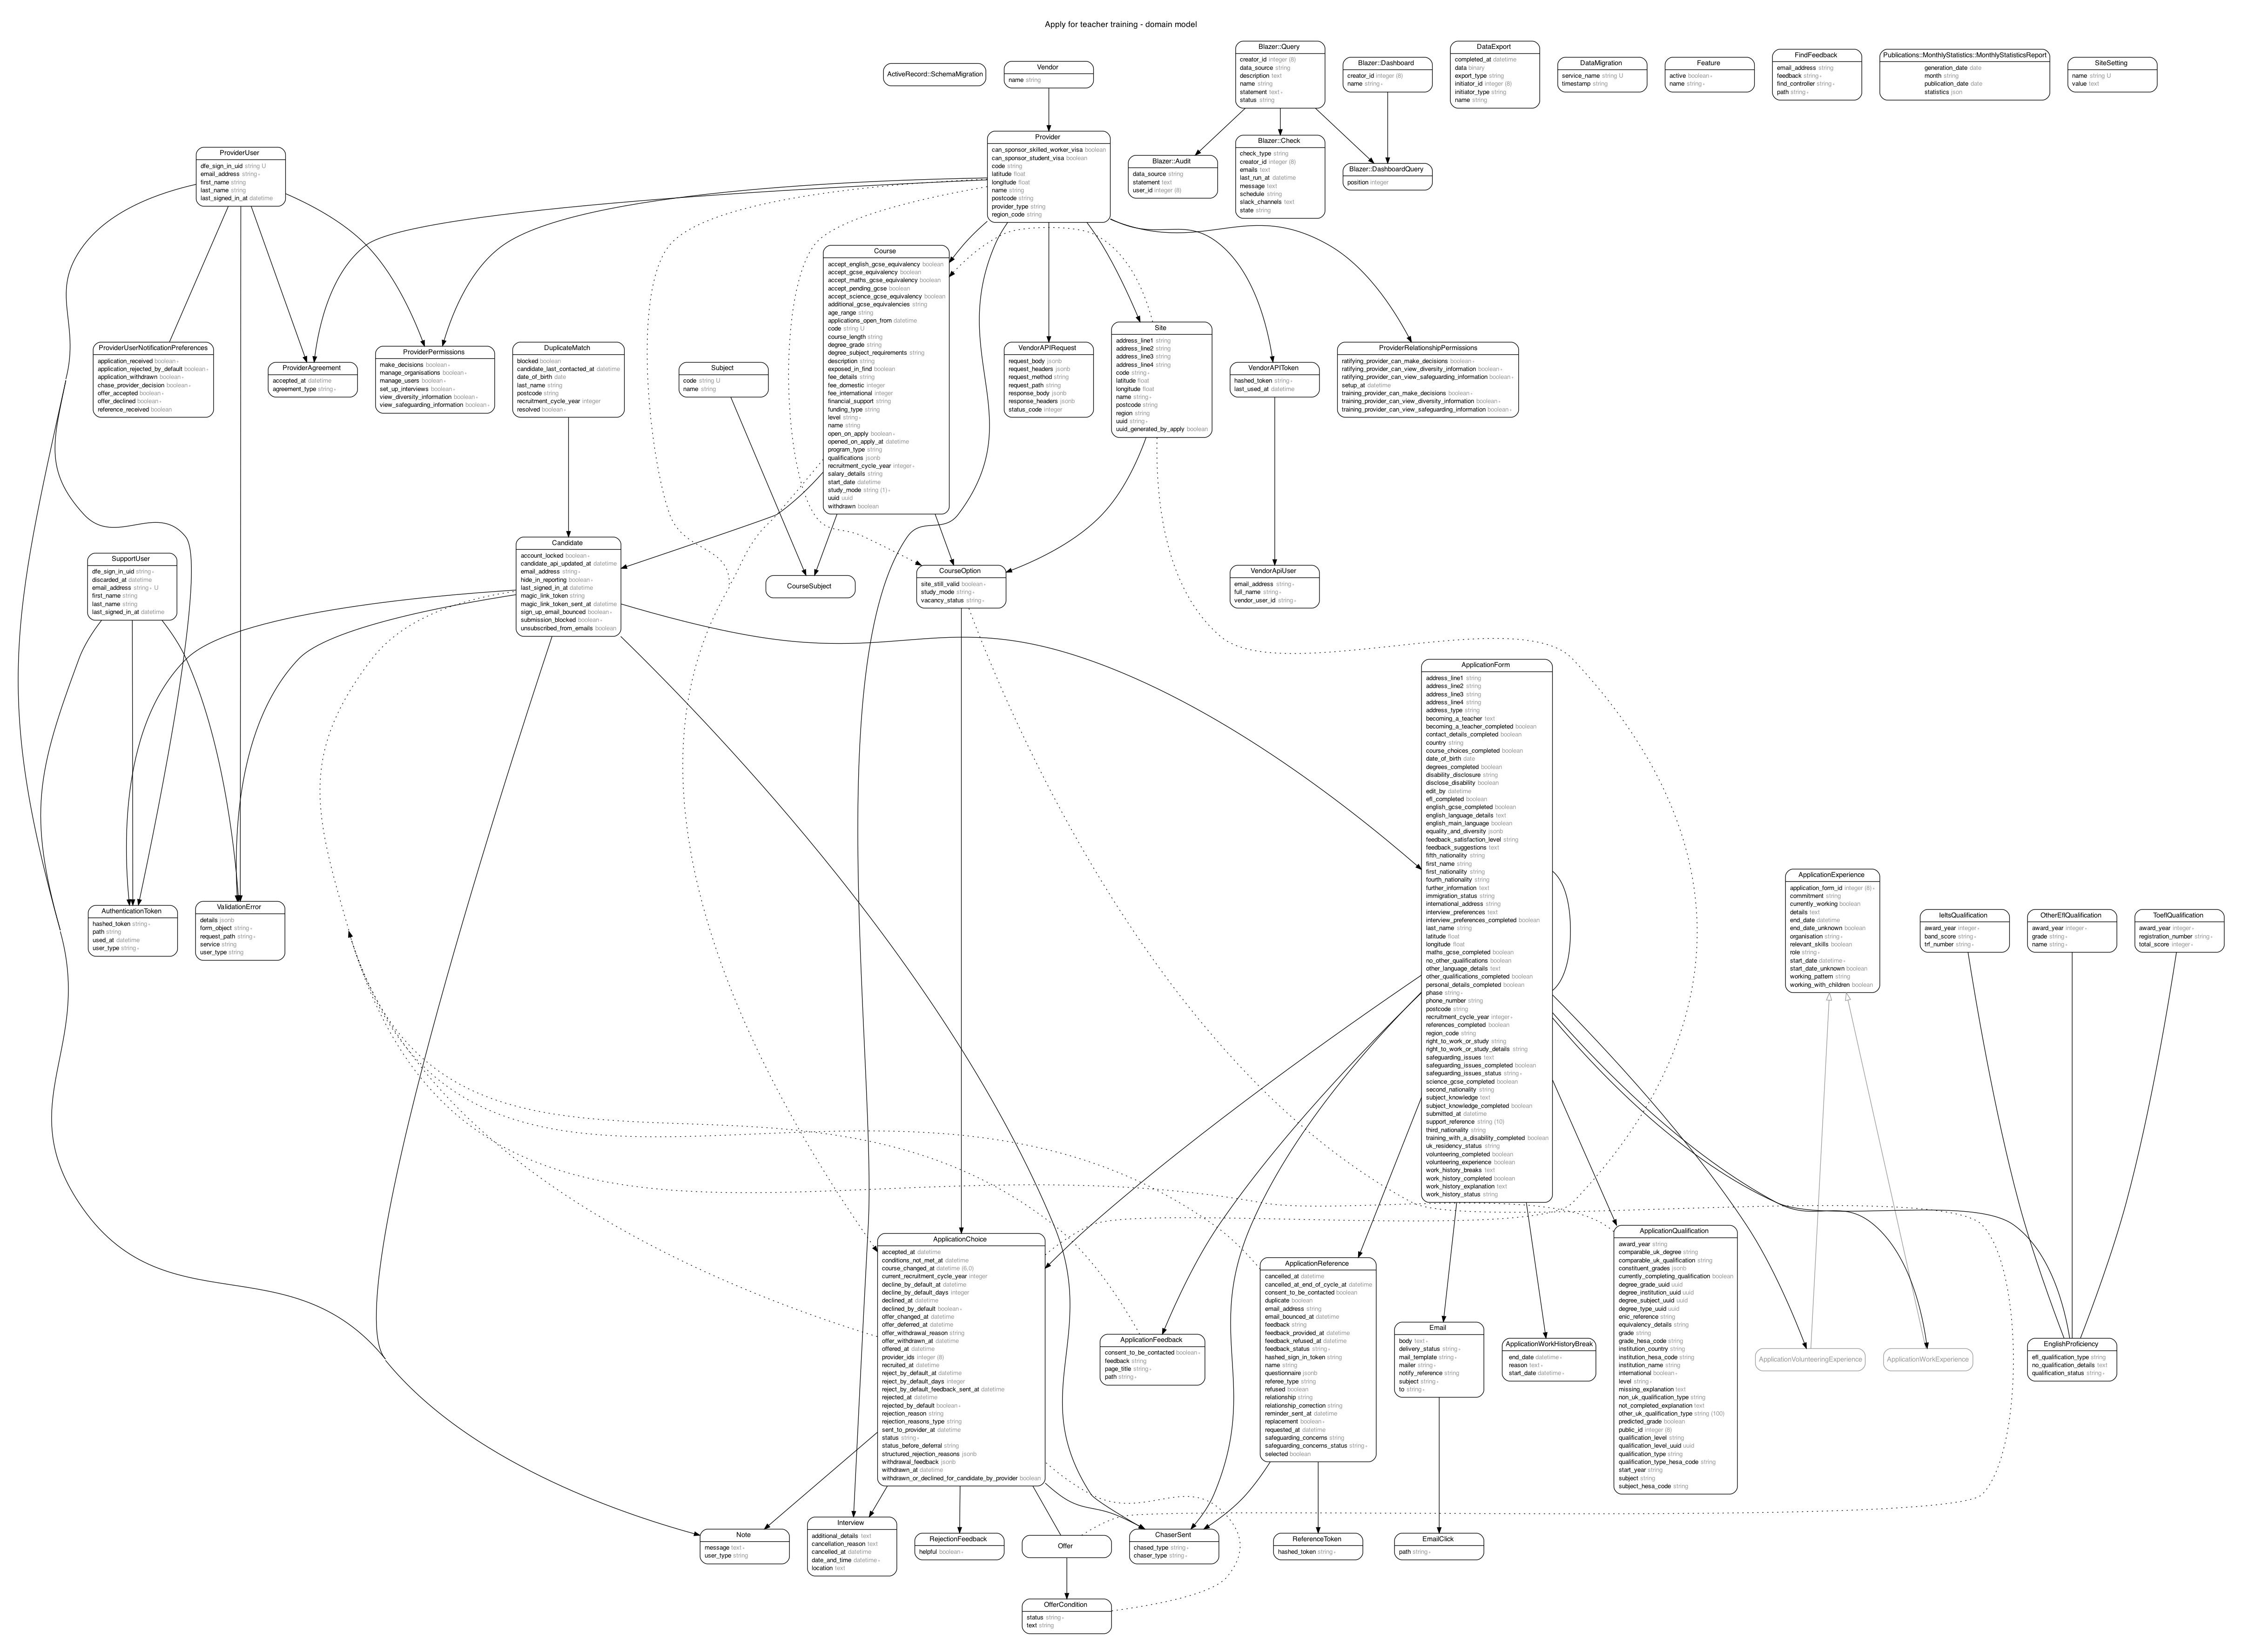 Apply for teacher training - domain model
ActiveRecord::SchemaMigration
Vendor
name string
Blazer::Query
creator_id integer (8)
data_source string
description text
name string
statement text ∗
status string
Blazer::Dashboard
creator_id integer (8)
name string ∗
DataExport
completed_at datetime
data binary
export_type string
initiator_id integer (8)
initiator_type string
name string
DataMigration
service_name string U
timestamp string
Feature
active boolean ∗
name string ∗
FindFeedback
email_address string
feedback string ∗
find_controller string ∗
path string ∗
Publications::MonthlyStatistics::MonthlyStatisticsReport
generation_date date
month string
publication_date date
statistics json
SiteSetting
name string U
value text
ProviderUser
dfe_sign_in_uid string U
email_address string ∗
first_name string
last_name string
last_signed_in_at datetime
Provider
can_sponsor_skilled_worker_visa boolean
can_sponsor_student_visa boolean
code string
latitude float
longitude float
name string
postcode string
provider_type string
region_code string
Blazer::Audit
data_source string
statement text
user_id integer (8)
Blazer::Check
check_type string
creator_id integer (8)
emails text
last_run_at datetime
message text
schedule string
slack_channels text
state string
Blazer::DashboardQuery
position integer
ProviderUserNotificationPreferences
application_received boolean ∗
application_rejected_by_default boolean ∗
application_withdrawn boolean ∗
chase_provider_decision boolean ∗
offer_accepted boolean ∗
offer_declined boolean ∗
reference_received boolean
ProviderAgreement
accepted_at datetime
agreement_type string ∗
ProviderPermissions
make_decisions boolean ∗
manage_organisations boolean ∗
manage_users boolean ∗
set_up_interviews boolean ∗
view_diversity_information boolean ∗
view_safeguarding_information boolean ∗
DuplicateMatch
blocked boolean
candidate_last_contacted_at datetime
date_of_birth date
last_name string
postcode string
recruitment_cycle_year integer
resolved boolean ∗
Subject
code string U
name string
Course
accept_english_gcse_equivalency boolean
accept_gcse_equivalency boolean
accept_maths_gcse_equivalency boolean
accept_pending_gcse boolean
accept_science_gcse_equivalency boolean
additional_gcse_equivalencies string
age_range string
applications_open_from datetime
code string U
course_length string
degree_grade string
degree_subject_requirements string
description string
exposed_in_find boolean
fee_details string
fee_domestic integer
fee_international integer
financial_support string
funding_type string
level string ∗
name string
open_on_apply boolean ∗
opened_on_apply_at datetime
program_type string
qualifications jsonb
recruitment_cycle_year integer ∗
salary_details string
start_date datetime
study_mode string (1) ∗
uuid uuid
withdrawn boolean
VendorAPIRequest
request_body jsonb
request_headers jsonb
request_method string
request_path string
response_body jsonb
response_headers jsonb
status_code integer
Site
address_line1 string
address_line2 string
address_line3 string
address_line4 string
code string ∗
latitude float
longitude float
name string ∗
postcode string
region string
uuid string ∗
uuid_generated_by_apply boolean
VendorAPIToken
hashed_token string ∗
last_used_at datetime
ProviderRelationshipPermissions
ratifying_provider_can_make_decisions boolean ∗
ratifying_provider_can_view_diversity_information boolean ∗
ratifying_provider_can_view_safeguarding_information boolean ∗
setup_at datetime
training_provider_can_make_decisions boolean ∗
training_provider_can_view_diversity_information boolean ∗
training_provider_can_view_safeguarding_information boolean ∗
SupportUser
dfe_sign_in_uid string ∗
discarded_at datetime
email_address string ∗ U
first_name string
last_name string
last_signed_in_at datetime
Candidate
account_locked boolean ∗
candidate_api_updated_at datetime
email_address string ∗
hide_in_reporting boolean ∗
last_signed_in_at datetime
magic_link_token string
magic_link_token_sent_at datetime
sign_up_email_bounced boolean ∗
submission_blocked boolean ∗
unsubscribed_from_emails boolean
CourseSubject
CourseOption
site_still_valid boolean ∗
study_mode string ∗
vacancy_status string ∗
VendorApiUser
email_address string ∗
full_name string ∗
vendor_user_id string ∗
ApplicationForm
address_line1 string
address_line2 string
address_line3 string
address_line4 string
address_type string
becoming_a_teacher text
becoming_a_teacher_completed boolean
contact_details_completed boolean
country string
course_choices_completed boolean
date_of_birth date
degrees_completed boolean
disability_disclosure string
disclose_disability boolean
edit_by datetime
efl_completed boolean
english_gcse_completed boolean
english_language_details text
english_main_language boolean
equality_and_diversity jsonb
feedback_satisfaction_level string
feedback_suggestions text
fifth_nationality string
first_name string
first_nationality string
fourth_nationality string
further_information text
immigration_status string
international_address string
interview_preferences text
interview_preferences_completed boolean
last_name string
latitude float
longitude float
maths_gcse_completed boolean
no_other_qualifications boolean
other_language_details text
other_qualifications_completed boolean
personal_details_completed boolean
phase string ∗
phone_number string
postcode string
recruitment_cycle_year integer ∗
references_completed boolean
region_code string
right_to_work_or_study string
right_to_work_or_study_details string
safeguarding_issues text
safeguarding_issues_completed boolean
safeguarding_issues_status string ∗
science_gcse_completed boolean
second_nationality string
subject_knowledge text
subject_knowledge_completed boolean
submitted_at datetime
support_reference string (10)
third_nationality string
training_with_a_disability_completed boolean
uk_residency_status string
volunteering_completed boolean
volunteering_experience boolean
work_history_breaks text
work_history_completed boolean
work_history_explanation text
work_history_status string
AuthenticationToken
hashed_token string ∗
path string
used_at datetime
user_type string ∗
ValidationError
details jsonb
form_object string ∗
request_path string ∗
service string
user_type string
ApplicationExperience
application_form_id integer (8) ∗
commitment string
currently_working boolean
details text
end_date datetime
end_date_unknown boolean
organisation string ∗
relevant_skills boolean
role string ∗
start_date datetime ∗
start_date_unknown boolean
working_pattern string
working_with_children boolean
IeltsQualification
award_year integer ∗
band_score string ∗
trf_number string ∗
OtherEflQualification
award_year integer ∗
grade string ∗
name string ∗
ToeflQualification
award_year integer ∗
registration_number string ∗
total_score integer ∗
ApplicationChoice
accepted_at datetime
conditions_not_met_at datetime
course_changed_at datetime (6,0)
current_recruitment_cycle_year integer
decline_by_default_at datetime
decline_by_default_days integer
declined_at datetime
declined_by_default boolean ∗
offer_changed_at datetime
offer_deferred_at datetime
offer_withdrawal_reason string
offer_withdrawn_at datetime
offered_at datetime
provider_ids integer (8)
recruited_at datetime
reject_by_default_at datetime
reject_by_default_days integer
reject_by_default_feedback_sent_at datetime
rejected_at datetime
rejected_by_default boolean ∗
rejection_reason string
rejection_reasons_type string
sent_to_provider_at datetime
status string ∗
status_before_deferral string
structured_rejection_reasons jsonb
withdrawal_feedback jsonb
withdrawn_at datetime
withdrawn_or_declined_for_candidate_by_provider boolean
ApplicationFeedback
consent_to_be_contacted boolean ∗
feedback string
page_title string ∗
path string ∗
ApplicationReference
cancelled_at datetime
cancelled_at_end_of_cycle_at datetime
consent_to_be_contacted boolean
duplicate boolean
email_address string
email_bounced_at datetime
feedback string
feedback_provided_at datetime
feedback_refused_at datetime
feedback_status string ∗
hashed_sign_in_token string
name string
questionnaire jsonb
referee_type string
refused boolean
relationship string
relationship_correction string
reminder_sent_at datetime
replacement boolean ∗
requested_at datetime
safeguarding_concerns string
safeguarding_concerns_status string ∗
selected boolean
Email
body text ∗
delivery_status string ∗
mail_template string ∗
mailer string ∗
notify_reference string
subject string ∗
to string ∗
ApplicationWorkHistoryBreak
end_date datetime ∗
reason text ∗
start_date datetime ∗
ApplicationQualification
award_year string
comparable_uk_degree string
comparable_uk_qualification string
constituent_grades jsonb
currently_completing_qualification boolean
degree_grade_uuid uuid
degree_institution_uuid uuid
degree_subject_uuid uuid
degree_type_uuid uuid
enic_reference string
equivalency_details string
grade string
grade_hesa_code string
institution_country string
institution_hesa_code string
institution_name string
international boolean ∗
level string ∗
missing_explanation text
non_uk_qualification_type string
not_completed_explanation text
other_uk_qualification_type string (100)
predicted_grade boolean
public_id integer (8)
qualification_level string
qualification_level_uuid uuid
qualification_type string
qualification_type_hesa_code string
start_year string
subject string
subject_hesa_code string
ApplicationVolunteeringExperience
ApplicationWorkExperience
EnglishProficiency
efl_qualification_type string
no_qualification_details text
qualification_status string ∗
Note
message text ∗
user_type string
Interview
additional_details text
cancellation_reason text
cancelled_at datetime
date_and_time datetime ∗
location text
RejectionFeedback
helpful boolean ∗
Offer
ChaserSent
chased_type string ∗
chaser_type string ∗
ReferenceToken
hashed_token string ∗
EmailClick
path string ∗
OfferCondition
status string ∗
text string